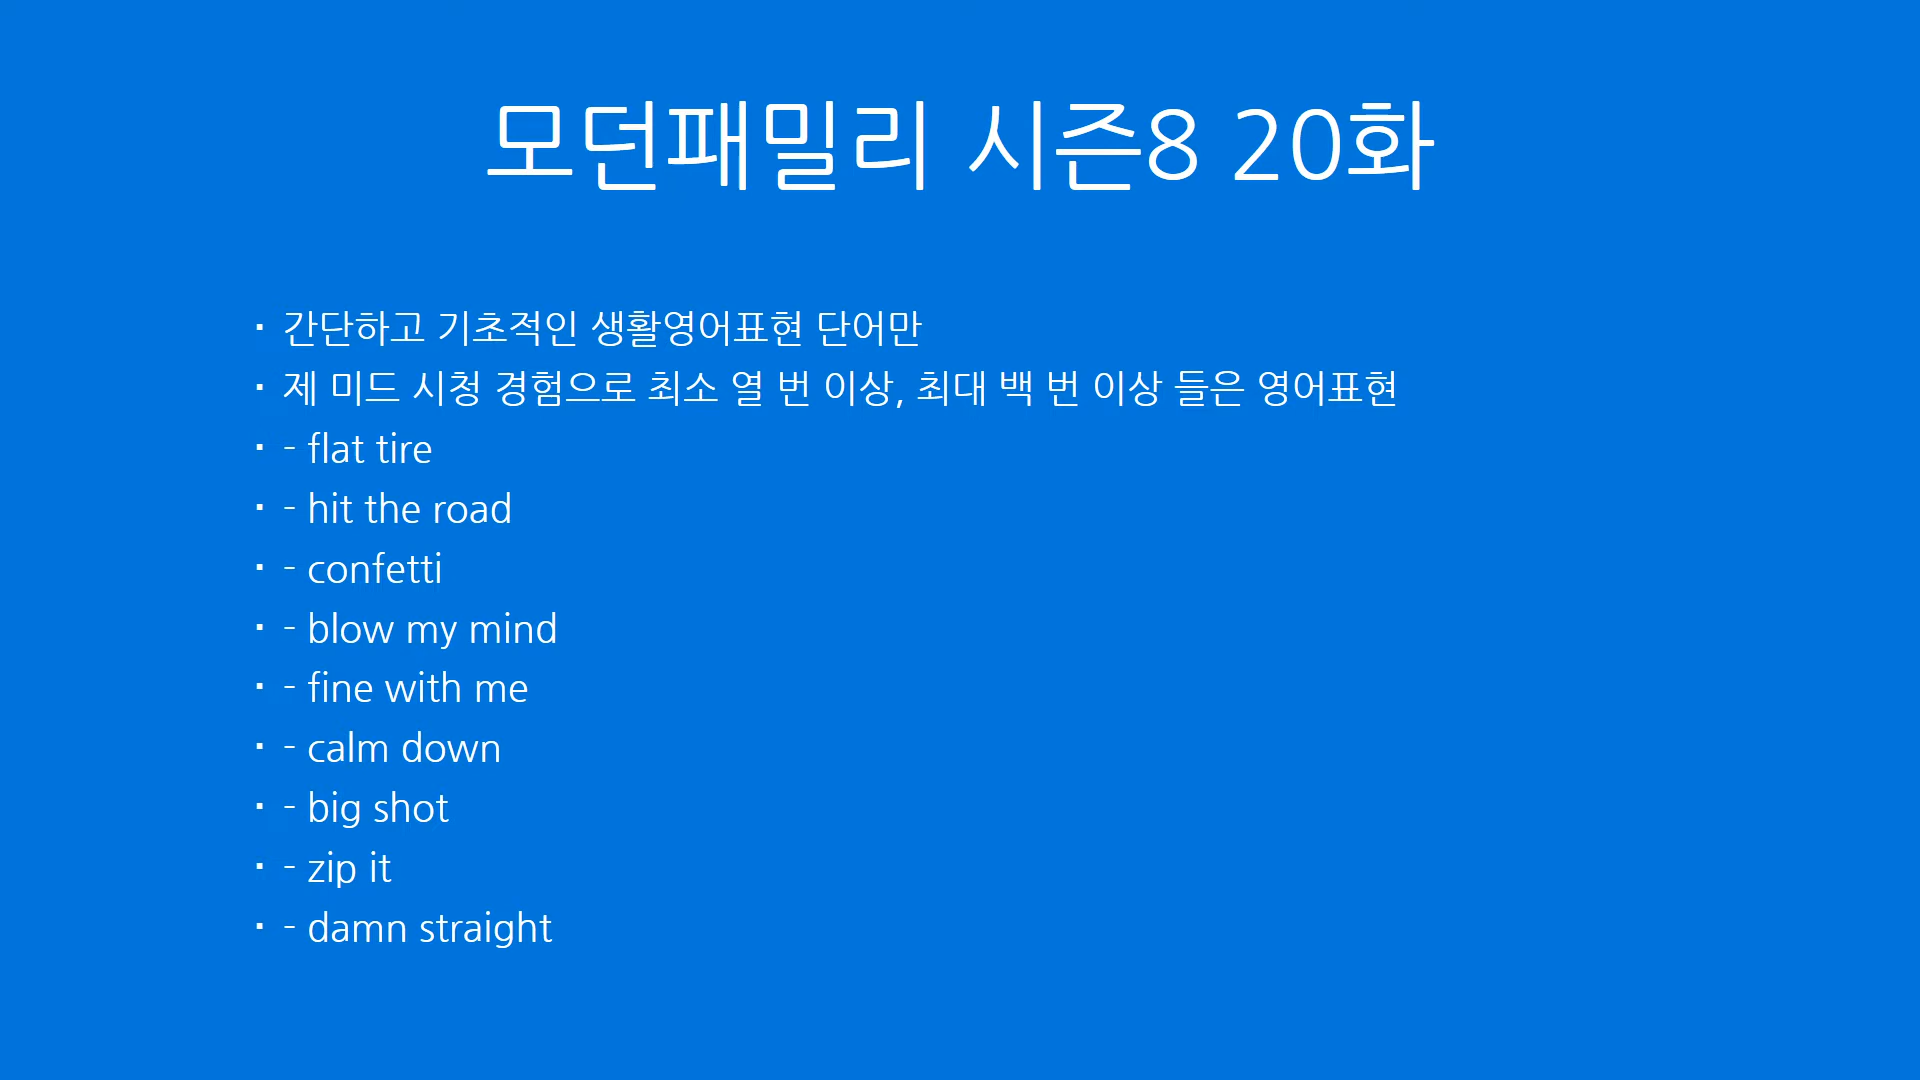 모던패밀리 시즌8 20화
· 간단하고 기초적인 생활영어표현 단어만
· 제 미드 시청 경험으로 최소 열 번 이상, 최대 백 번 이상 들은 영어표현
· - flat tire
· - hit the road
· - confetti
· - blow my mind
· - fine with me
· - calm down
· - big shot
· - zip it
· - damn straight